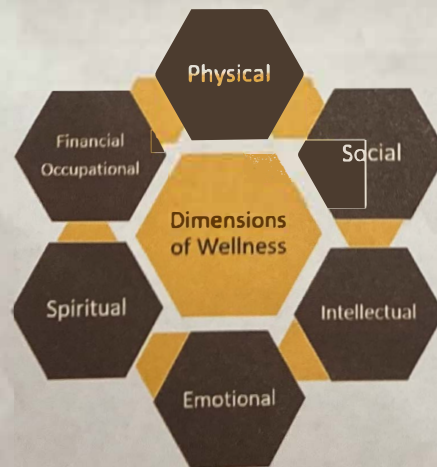 Physical
Financial
Occupational
Social
Dimensions
of Wellness
Spiritual
Intellectual
Emotional